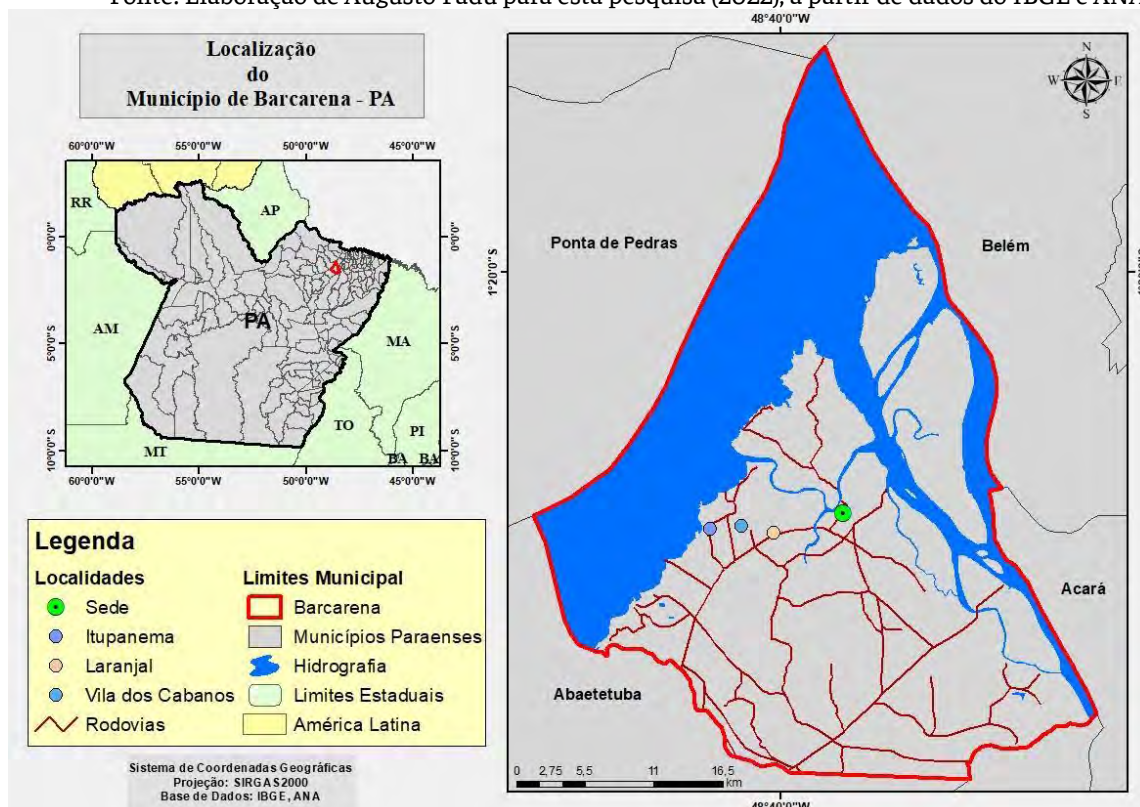 Fonte: Elaboração de Augusto Tadu para esta pesquisa (2022), a partir de dados do IBGE e ANA
Localização
do
Município de Barcarena - PA
60°0'0"W 55°0'0"W 50°0'0"W 45°0'0"W
0°0'0" 5°0'0"S 10°0'0"S
RR
AP
AM
PA
MA
TO
PI
MT
BA
BA
0°0'0" 5°0'0"S 10°0'0"S
60°0'0"W 55°0'0"W 50°0'0"W 45°0'0"W
Legenda
Localidades
Sede
Itupanema
Laranjal
Vila dos Cabanos
Rodovias
Limites Municipal
Barcarena
Municípios Paraenses
Hidrografia
Limites Estaduais
América Latina
Sistema de Coordenadas Geográficas
Projeção: SIRGAS2000
Base de Dados: IBGE, ANA
48°40'0"W
N
W E
S
Ponta de Pedras
Belém
1°20'0"S
Acará
Abaetetuba
0 2,75 5,5 11 16,5
km
48°40'0"W